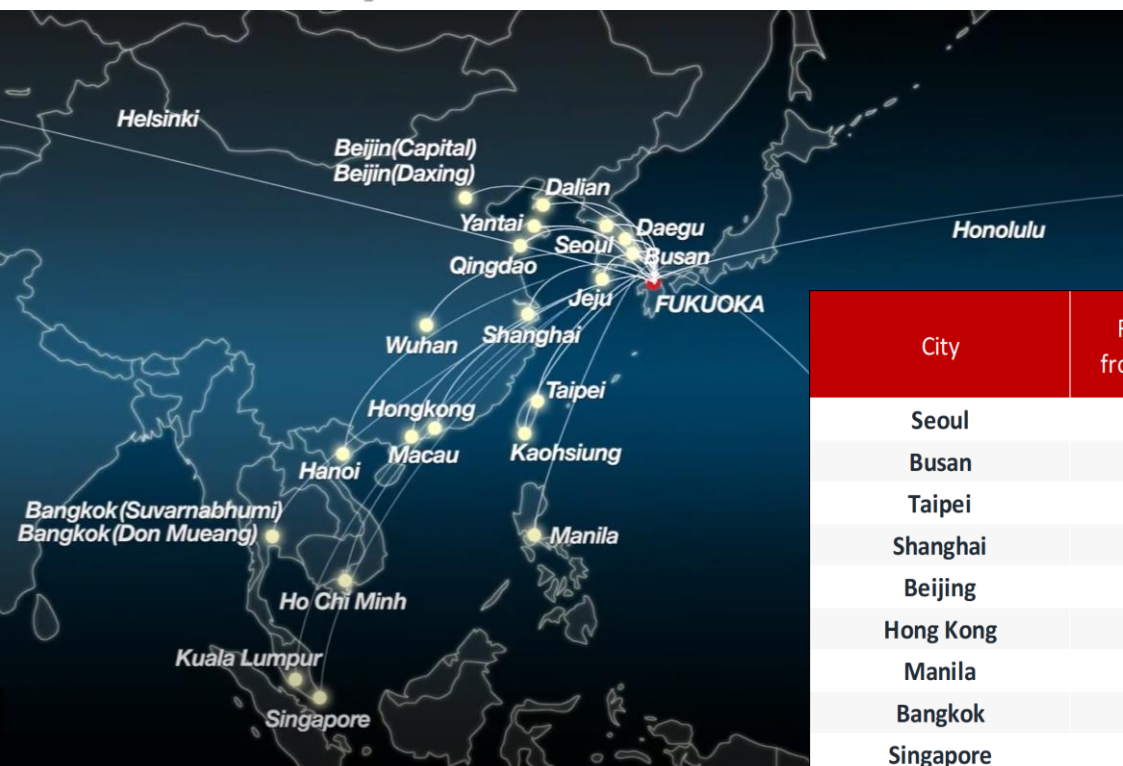 Helsinki
Beijin(Capital)
Beijin(Daxing)
Dalian
Yantai
Daegu
Seoul
Busan
Qingdao
Honolulu
Jeju
FUKUOKA
Wuhan
Shanghai
Taipei
Hongkong
Macau
Kaohsiung
Hanoi
Bangkok(Suvarnabhumi)
Bangkok(Don Mueang)
Manila
Ho Chi Minh
Kuala Lumpur
Singapore
City
Seoul
Busan
Taipei
Shanghai
Beijing
Hong Kong
Manila
Bangkok
Singapore